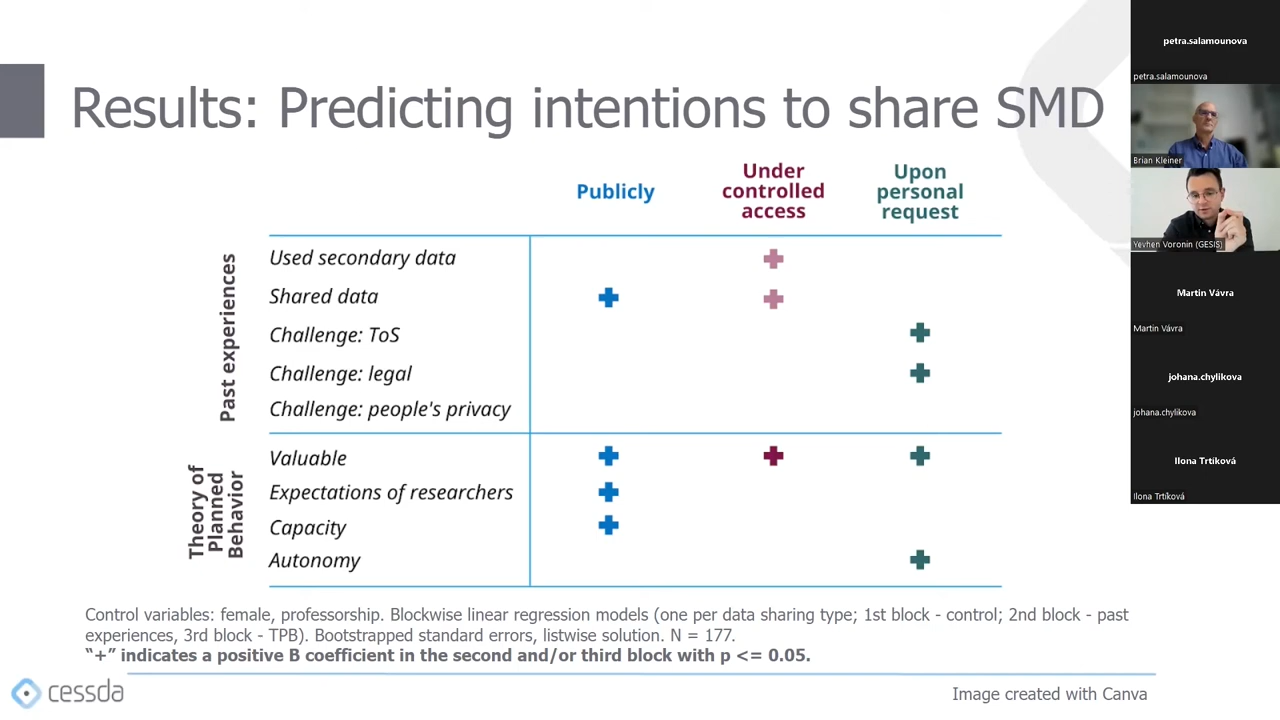 Results: Predicting intentions to share SMD
Publicly
Under
controlled
access
Upon
personal
request
Past experiences
Used secondary data
Shared data
Challenge: ToS
Challenge: legal
Challenge: people's privacy
Theory of
Planned
Behavior
Valuable
Expectations of researchers
Capacity
Autonomy
Control variables: female, professorship. Blockwise linear regression models (one per data sharing type; 1st block - control; 2nd block - past
experiences, 3rd block - TPB). Bootstrapped standard errors, listwise solution. N = 177.
“+” indicates a positive B coefficient in the second and/or third block with p <= 0.05.
cessda
Image created with Canva
petra.salamounova
petra.salamounova
Brian Kleiner
Yevhen Voronin (GESIS)
Martin Vávra
Martin Vávra
johana.chylikova
johana.chylikova
Ilona Trtíková
Ilona Trtíková